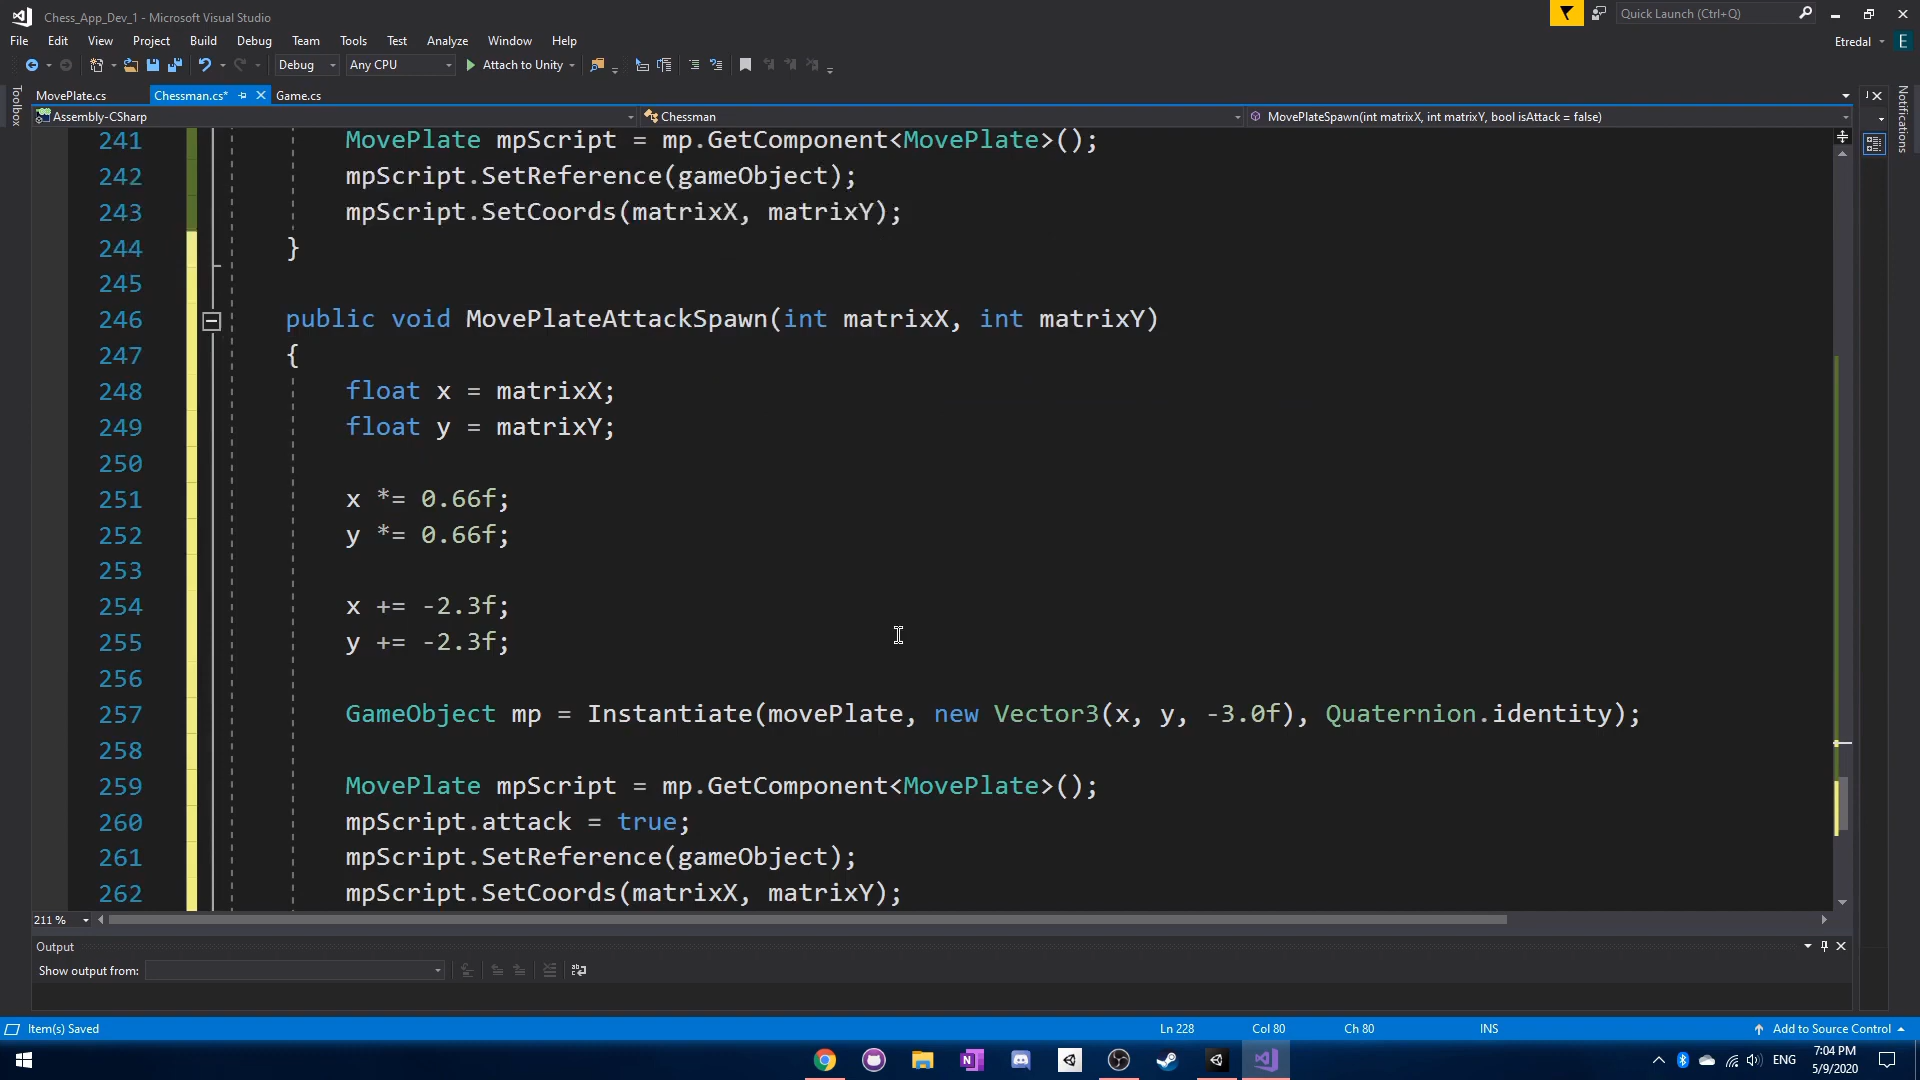 Chess_App_Dev_1 - Microsoft Visual Studio
Quick Launch (Ctrl+Q)
File Edit View Project Build Debug Team Tools Test Analyze Window Help
Etredal E
Debug Any CPU Attach to Unity
MovePlate.cs Chessman.cs* Game.cs
Toolbox
Notifications
Assembly-CSharp Chessman MovePlateSpawn(int matrixX, int matrixY, bool isAttack = false)
241 MovePlate mpScript = mp.GetComponent<MovePlate>();
242 mpScript.SetReference(gameObject);
243 mpScript.SetCoords(matrixX, matrixY);
244 }
245
246 public void MovePlateAttackSpawn(int matrixX, int matrixY)
247 {
248 float x = matrixX;
249 float y = matrixY;
250
251 x *= 0.66f;
252 y *= 0.66f;
253
254 x += -2.3f;
255 y += -2.3f;
256
257 GameObject mp = Instantiate(movePlate, new Vector3(x, y, -3.0f), Quaternion.identity);
258
259 MovePlate mpScript = mp.GetComponent<MovePlate>();
260 mpScript.attack = true;
261 mpScript.SetReference(gameObject);
262 mpScript.SetCoords(matrixX, matrixY);
211 %
Output
Show output from:
Item(s) Saved Ln 228 Col 80 Ch 80 INS Add to Source Control
ENG 7:04 PM
5/9/2020